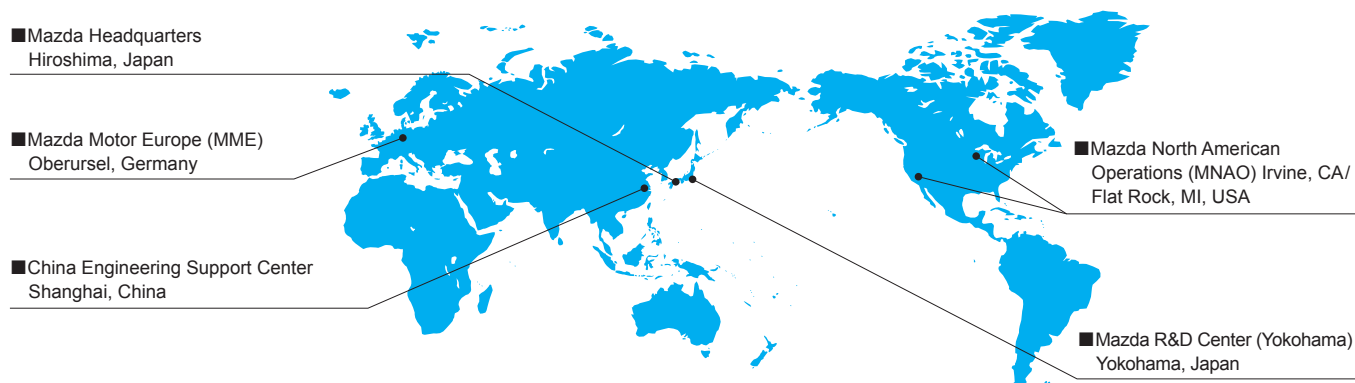 ■Mazda Headquarters
Hiroshima, Japan
■Mazda Motor Europe (MME)
Oberursel, Germany
■China Engineering Support Center
Shanghai, China
■Mazda North American
Operations (MNAO) Irvine, CA/
Flat Rock, MI, USA
■Mazda R&D Center (Yokohama)
Yokohama, Japan